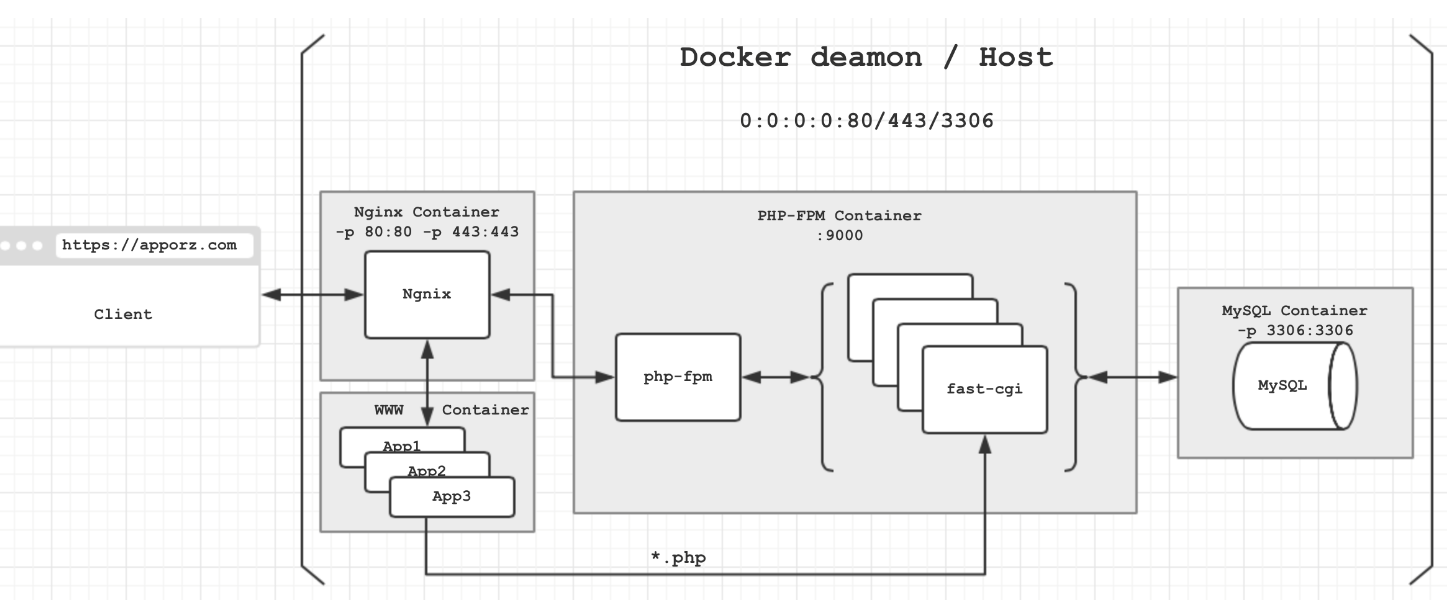 Docker deamon / Host
0:0:0:0:80/443/3306
https://apporz.com
Client
Nginx Container
-p 80:80 -p 443:443
Ngnix
WWW Container
App1
App2
App3
PHP-FPM Container
:9000
php-fpm
fast-cgi
MySQL Container
-p 3306:3306
MySQL
*.php